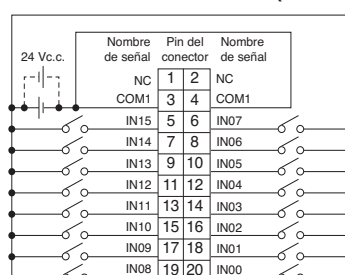 Nombre de señal Pin del conector Nombre de señal
24 Vc.c.
NC 1 2 NC
COM1 3 4 COM1
IN15 5 6 IN07
IN14 7 8 IN06
IN13 9 10 IN05
IN12 11 12 IN04
IN11 13 14 IN03
IN10 15 16 IN02
IN09 17 18 IN01
IN08 19 20 IN00